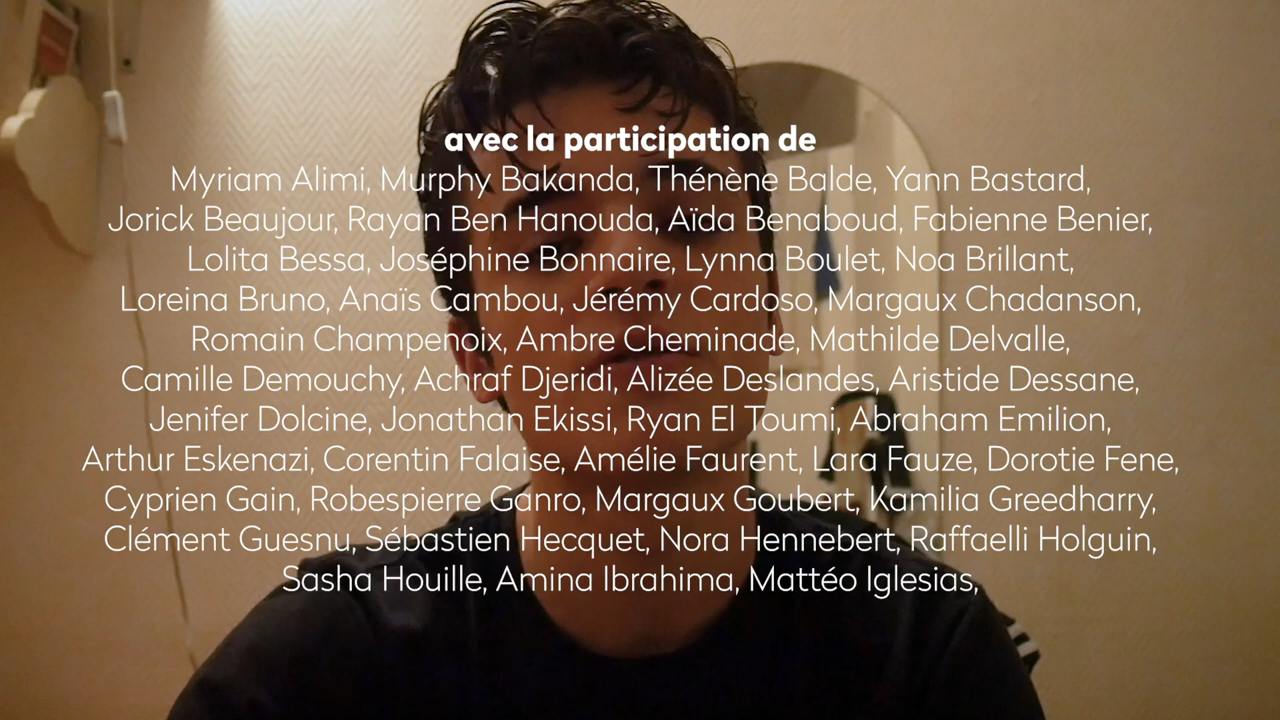 avec la participation de
Myriam Alimi, Murphy Bakanda, Thénène Balde, Yann Bastard,
Jorick Beaujour, Rayan Ben Hanouda, Aïda Benaboud, Fabienne Benier,
Lolita Bessa, Joséphine Bonnaire, Lynna Boulet, Noa Brillant,
Loreina Bruno, Anaïs Cambou, Jérémy Cardoso, Margaux Chadanson,
Romain Champenoix, Ambre Cheminade, Mathilde Delvalle,
Camille Demouchy, Achraf Djeridi, Alizée Deslandes, Aristide Dessane,
Jenifer Dolcine, Jonathan Ekissi, Ryan El Toumi, Abraham Emilion,
Arthur Eskenazi, Corentin Falaise, Amélie Faurent, Lara Fauze, Dorotie Fene,
Cyprien Gain, Robespierre Ganro, Margaux Goubert, Kamilia Greedharry,
Clément Guesnu, Sébastien Hecquet, Nora Hennebert, Raffaelli Holguin,
Sasha Houille, Amina Ibrahima, Mattéo Iglesias,